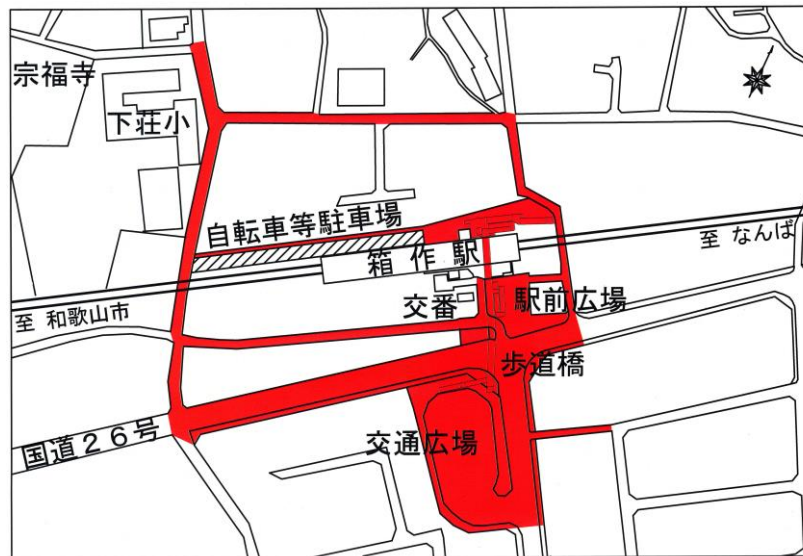 宗福寺
下荘小
自転車等駐車場
至 なんば
箱作駅
至 和歌山市
交番
駅前広場
歩道橋
国道26号
交通広場